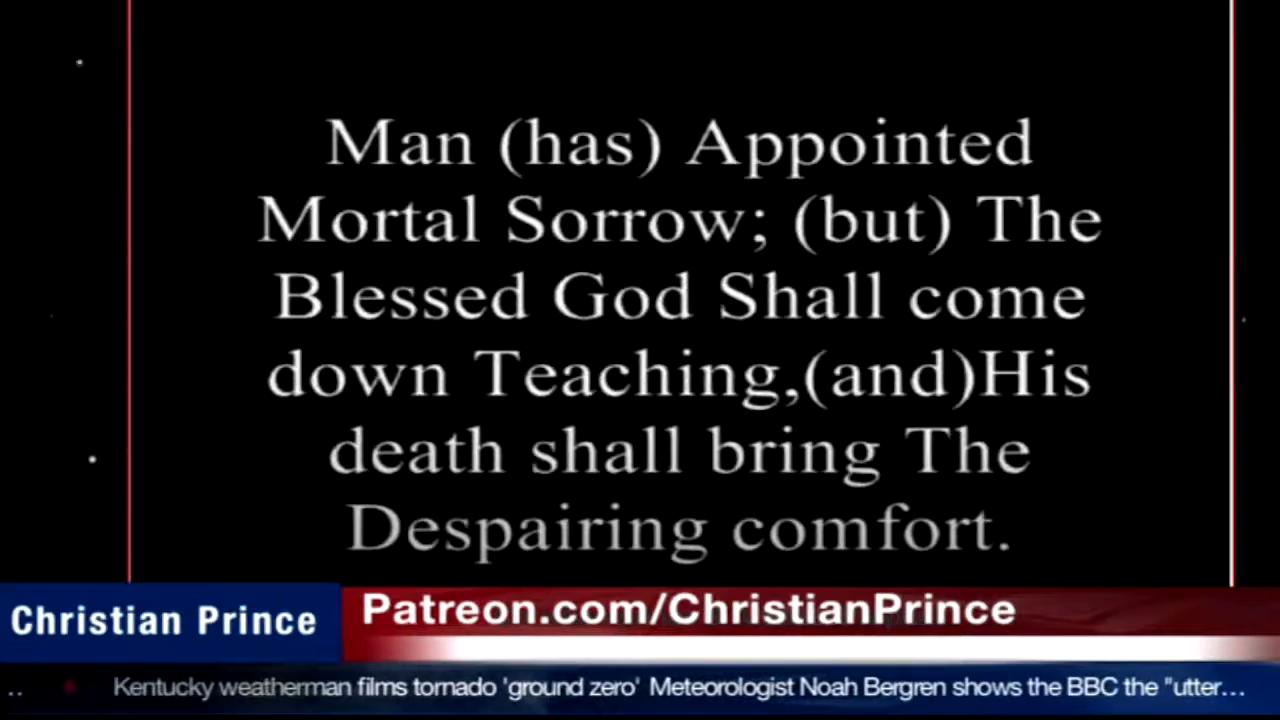 Man (has) Appointed
Mortal Sorrow; (but) The
Blessed God Shall come
down Teaching,(and)His
death shall bring The
Despairing comfort.
Christian Prince
Patreon.com/ChristianPrince
.. Kentucky weatherman films tornado 'ground zero' Meteorologist Noah Bergren shows the BBC the "utter...